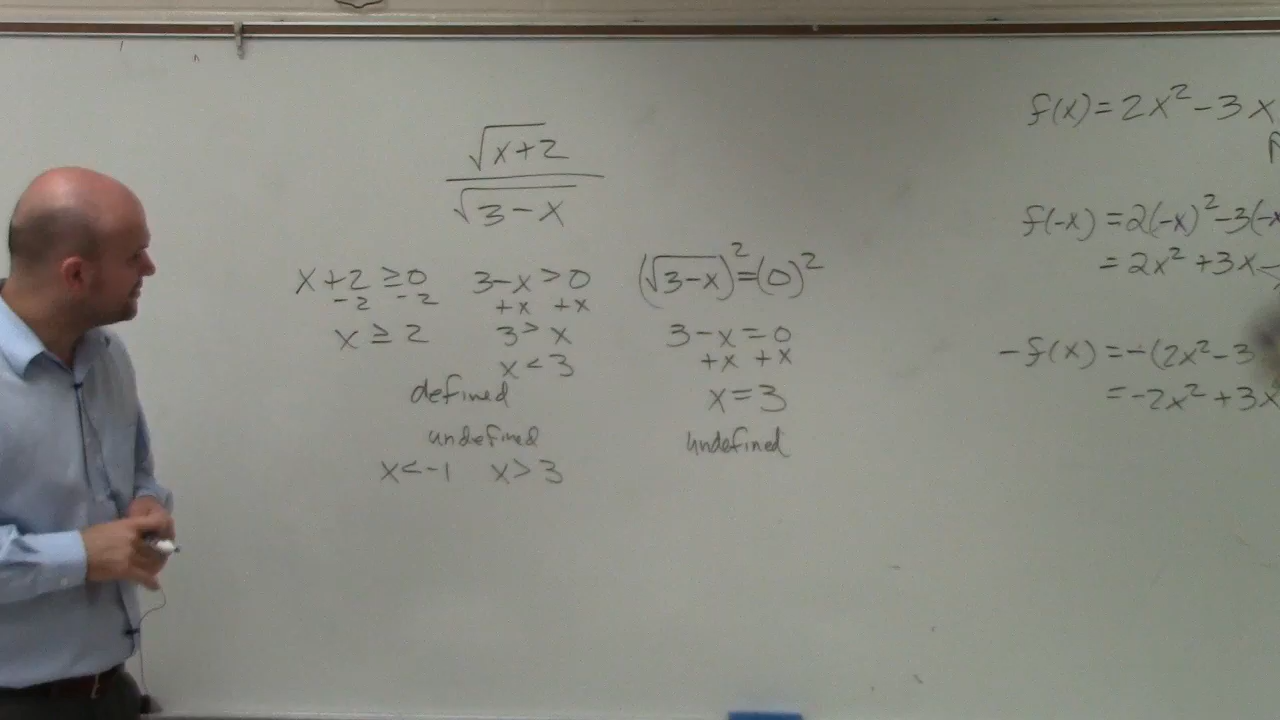 √x+2
√3-x
x+2 ≥0 3-x >0 (√3-x)²=(0)²
-2 -2 +x +x
x ≥ 2 3 > x 3-x=0
+x +x
x < 3
defined x=3
undefined undefined
x<-1 x>3
f(x)=2x²-3x
f(-x) =2(-x)²-3(-x
=2x²+3x
-f(x) =-(2x²-3
=-2x²+3x